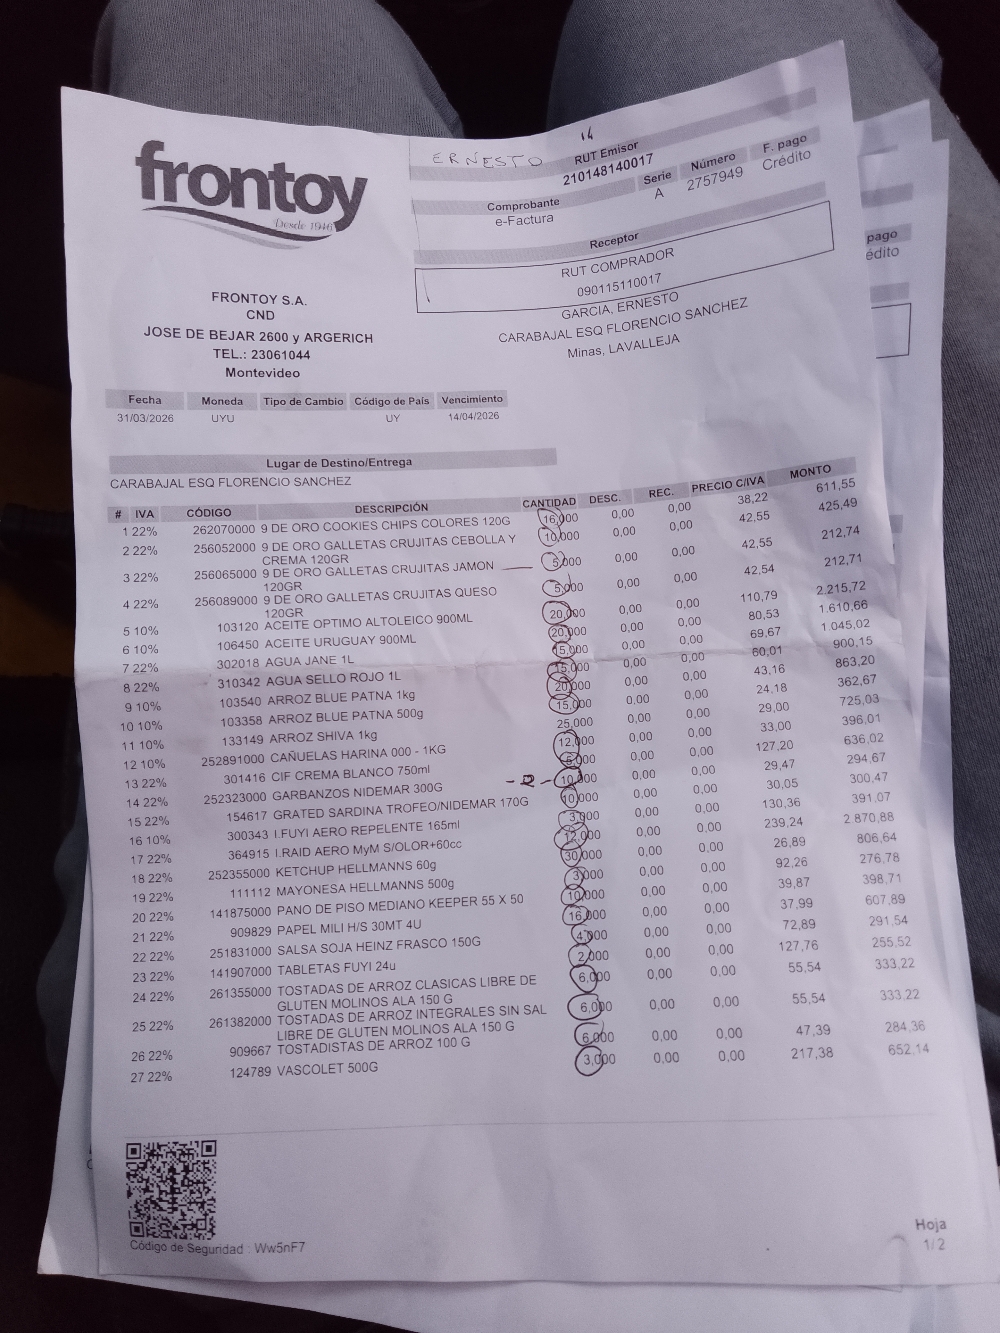 frontoy
Desde 1946
ERNESTO
14
RUT Emisor
210148140017
Comprobante Serie Número F. pago
e-Factura A 2757949 Crédito
Receptor
RUT COMPRADOR
090115110017
GARCIA, ERNESTO
CARABAJAL ESQ FLORENCIO SANCHEZ
Minas, LAVALLEJA
pago
édito
FRONTOY S.A.
CND
JOSE DE BEJAR 2600 y ARGERICH
TEL.: 23061044
Montevideo
Fecha Moneda Tipo de Cambio Código de País Vencimiento
31/03/2026 UYU UY 14/04/2026
Lugar de Destino/Entrega
CARABAJAL ESQ FLORENCIO SANCHEZ
# IVA CÓDIGO DESCRIPCIÓN CANTIDAD DESC. REC. PRECIO C/IVA MONTO
1 22% 262070000 9 DE ORO COOKIES CHIPS COLORES 120G 16,000 0,00 0,00 38,22 611,55
2 22% 256052000 9 DE ORO GALLETAS CRUJITAS CEBOLLA Y 10,000 0,00 0,00 42,55 425,49
CREMA 120GR
3 22% 256065000 9 DE ORO GALLETAS CRUJITAS JAMON 5,000 0,00 0,00 42,55 212,74
120GR
4 22% 256089000 9 DE ORO GALLETAS CRUJITAS QUESO 5,000 0,00 0,00 42,54 212,71
120GR
5 10% 103120 ACEITE OPTIMO ALTOLEICO 900ML 20,000 0,00 0,00 110,79 2.215,72
6 10% 106450 ACEITE URUGUAY 900ML 20,000 0,00 0,00 80,53 1.610,66
7 22% 302018 AGUA JANE 1L 15,000 0,00 0,00 69,67 1.045,02
8 22% 310342 AGUA SELLO ROJO 1L 15,000 0,00 0,00 60,01 900,15
9 10% 103540 ARROZ BLUE PATNA 1kg 20,000 0,00 0,00 43,16 863,20
10 10% 103358 ARROZ BLUE PATNA 500g 15,000 0,00 0,00 24,18 362,67
11 10% 133149 ARROZ SHIVA 1kg 25,000 0,00 0,00 29,00 725,03
12 10% 252891000 CAÑUELAS HARINA 000 - 1KG 12,000 0,00 0,00 33,00 396,01
13 22% 301416 CIF CREMA BLANCO 750ml 5,000 0,00 0,00 127,20 636,02
14 22% 252323000 GARBANZOS NIDEMAR 300G 10,000 0,00 0,00 29,47 294,67
15 22% 154617 GRATED SARDINA TROFEO/NIDEMAR 170G 10,000 0,00 0,00 30,05 300,47
16 10% 300343 I.FUYI AERO REPELENTE 165ml 3,000 0,00 0,00 130,36 391,07
17 22% 364915 I.RAID AERO MyM S/OLOR+60cc 12,000 0,00 0,00 239,24 2.870,88
18 22% 252355000 KETCHUP HELLMANNS 60g 30,000 0,00 0,00 26,89 806,64
19 22% 111112 MAYONESA HELLMANNS 500g 3,000 0,00 0,00 92,26 276,78
20 22% 141875000 PANO DE PISO MEDIANO KEEPER 55 X 50 10,000 0,00 0,00 39,87 398,71
21 22% 909829 PAPEL MILI H/S 30MT 4U 16,000 0,00 0,00 37,99 607,89
22 22% 251831000 SALSA SOJA HEINZ FRASCO 150G 4,000 0,00 0,00 72,89 291,54
23 22% 141907000 TABLETAS FUYI 24u 2,000 0,00 0,00 127,76 255,52
24 22% 261355000 TOSTADAS DE ARROZ CLASICAS LIBRE DE 6,000 0,00 0,00 55,54 333,22
GLUTEN MOLINOS ALA 150 G
25 22% 261382000 TOSTADAS DE ARROZ INTEGRALES SIN SAL 6,000 0,00 0,00 55,54 333,22
LIBRE DE GLUTEN MOLINOS ALA 150 G
26 22% 909667 TOSTADISTAS DE ARROZ 100 G 6,000 0,00 0,00 47,39 284,36
27 22% 124789 VASCOLET 500G 3,000 0,00 0,00 217,38 652,14
Código de Seguridad : Ww5nF7
Hoja
1/2